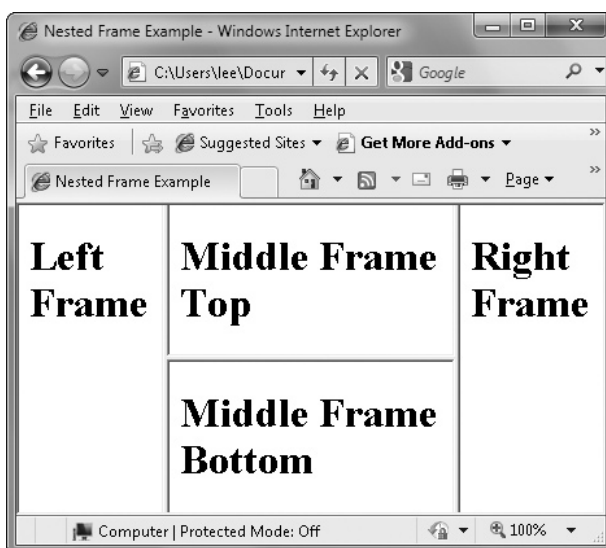 Nested Frame Example - Windows Internet Explorer
C:\Users\lee\Docur
Google
File Edit View Favorites Tools Help
Favorites Suggested Sites Get More Add-ons »
Nested Frame Example Page »
Left Frame
Middle Frame Top
Right Frame
Middle Frame Bottom
Computer | Protected Mode: Off 100%